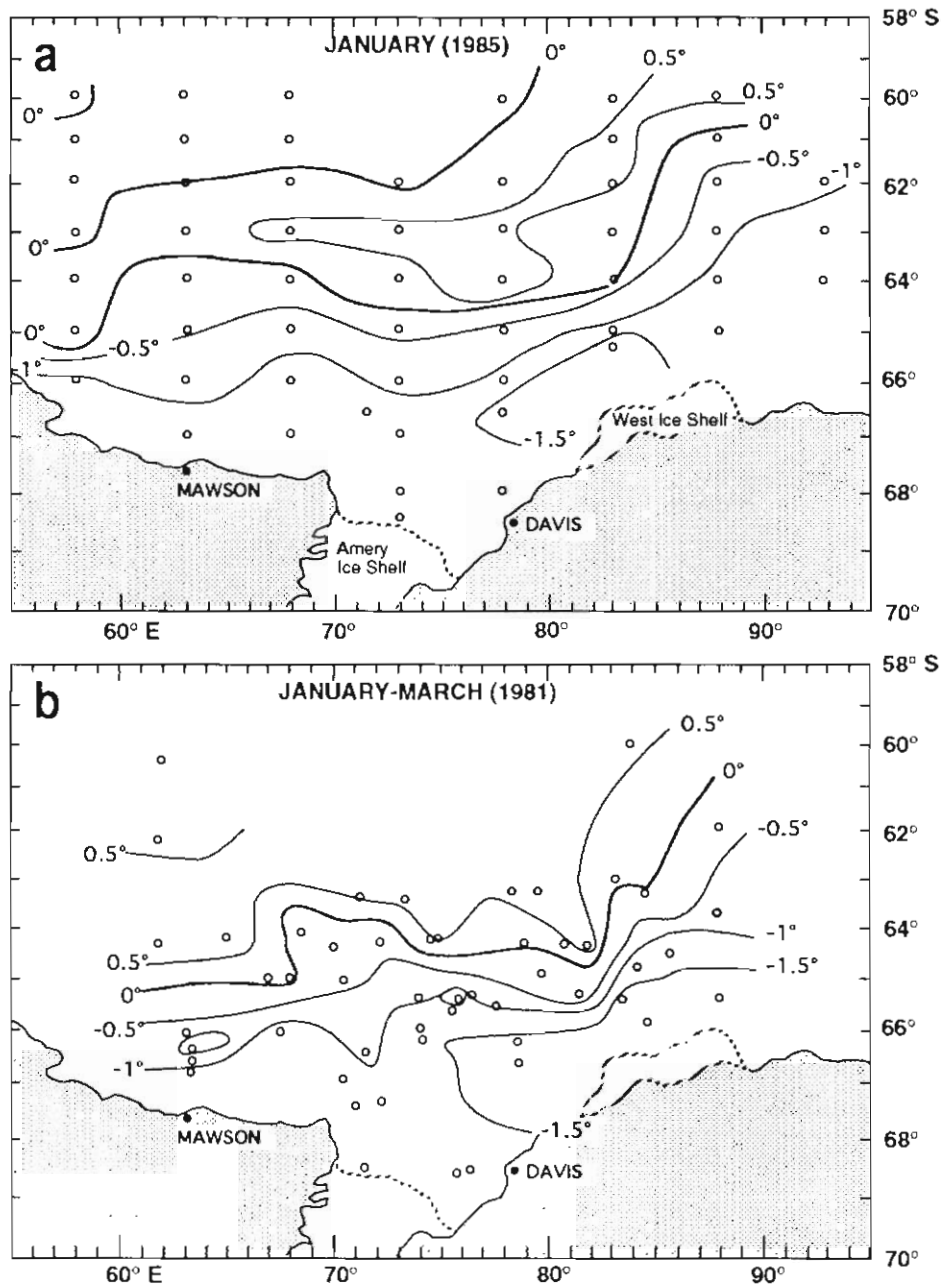 a
JANUARY (1985)
58° S
0°
0.5°
0°
60°
0.5°
0°
-0.5°
-1°
62°
0°
64°
0°
-0.5°
-1°
66°
West Ice Shelf
-1.5°
MAWSON
68°
DAVIS
Amery
Ice Shelf
70°
60° E
70°
80°
90°
b
JANUARY-MARCH (1981)
58° S
0.5°
60°
0°
-0.5°
62°
0.5°
64°
0.5°
-1°
0°
-1.5°
-0.5°
66°
-1°
-1.5°
MAWSON
68°
DAVIS
70°
60° E
70°
80°
90°